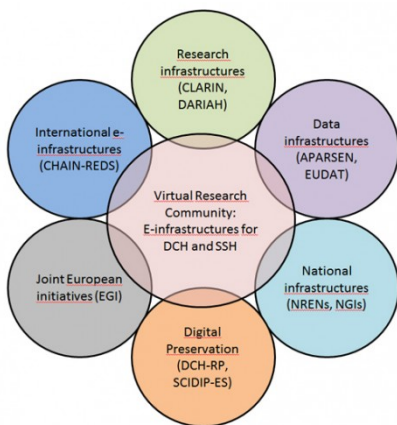 Research
infrastructures
(CLARIN,
DARIAH)
International e-
infrastructures
(CHAIN-REDS)
Data
infrastructures
(APARSEN,
EUDAT)
Virtual Research
Community:
E-infrastructures for
DCH and SSH
Joint European
initiatives (EGI)
National
infrastructures
(NRENs, NGIs)
Digital
Preservation
(DCH-RP,
SCIDIP-ES)